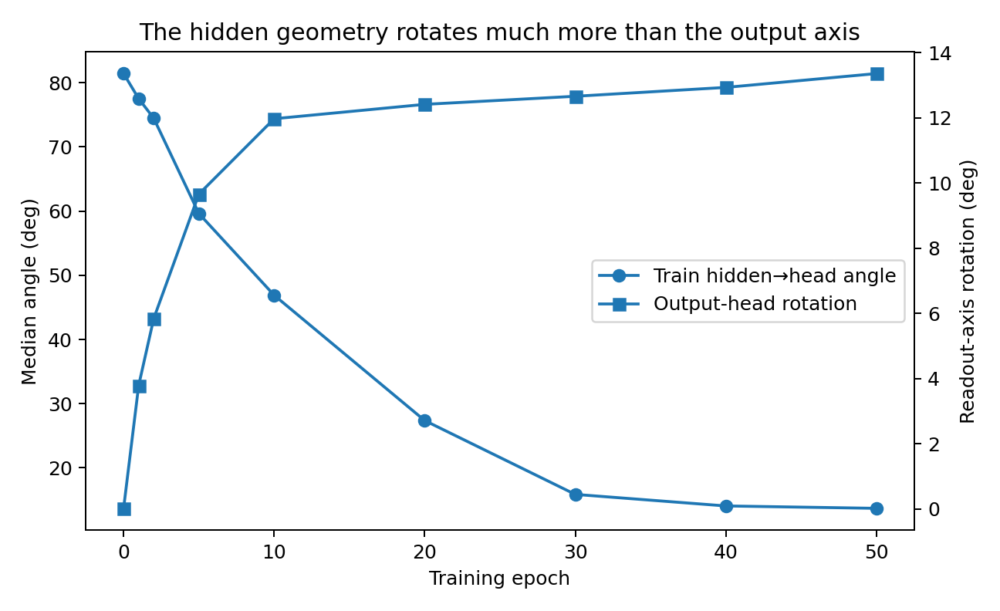 The hidden geometry rotates much more than the output axis
Median angle (deg)
80
70
60
50
40
30
20
14
12
10
8
6
4
2
0
Readout-axis rotation (deg)
Train hidden→head angle
Output-head rotation
0 10 20 30 40 50
Training epoch